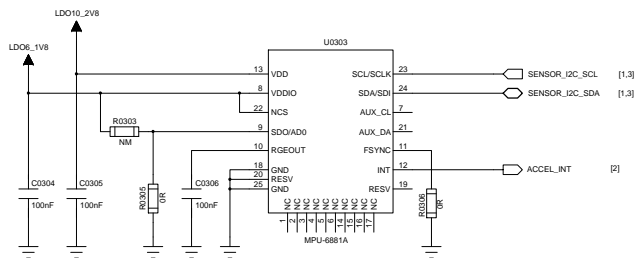 LDO10_2V8
LDO6_1V8
U0303
13 VDD SCL/SCLK 23 SENSOR_I2C_SCL [1,3]
8 VDDIO SDA/SDI 24 SENSOR_I2C_SDA [1,3]
22 NCS AUX_CL 7
R0303
NM
9 SDO/AD0 AUX_DA 21
10 RGEOUT FSYNC 11
18 GND INT 12 ACCEL_INT [2]
20 RESV
25 GND RESV 19
C0304
100nF
C0305
100nF
R0305
0R
C0306
100nF
R0306
0R
NC NC NC NC NC NC NC NC NC
1 2 3 4 5 6 14 15 16 17
MPU-6881A